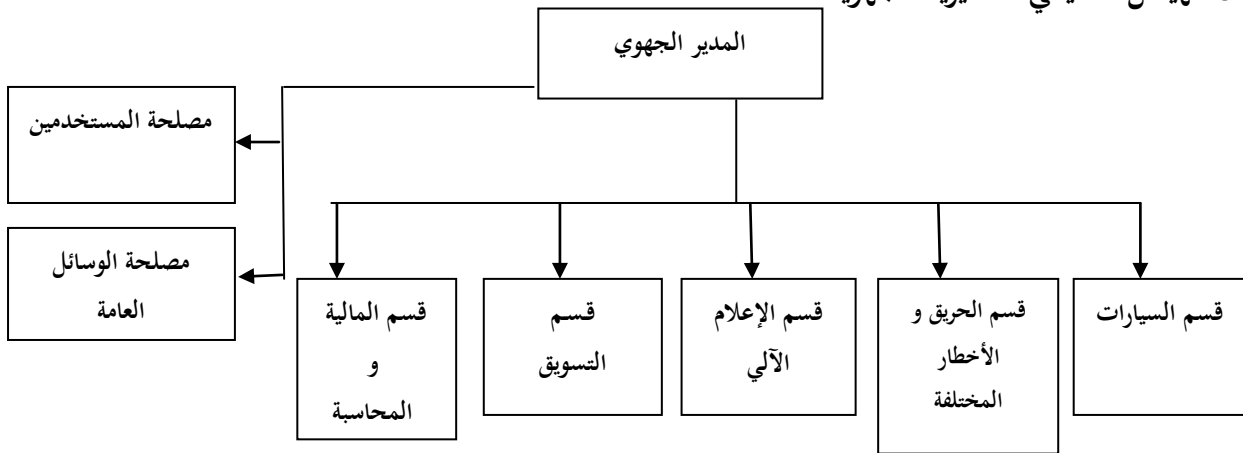 المدير الجهوي
مصلحة المستخدمين
مصلحة الوسائل
العامة
قسم السيارات
قسم الحريق و
الأخطار
المختلفة
قسم الإعلام
الآلي
قسم
التسويق
قسم المالية
و
المحاسبة